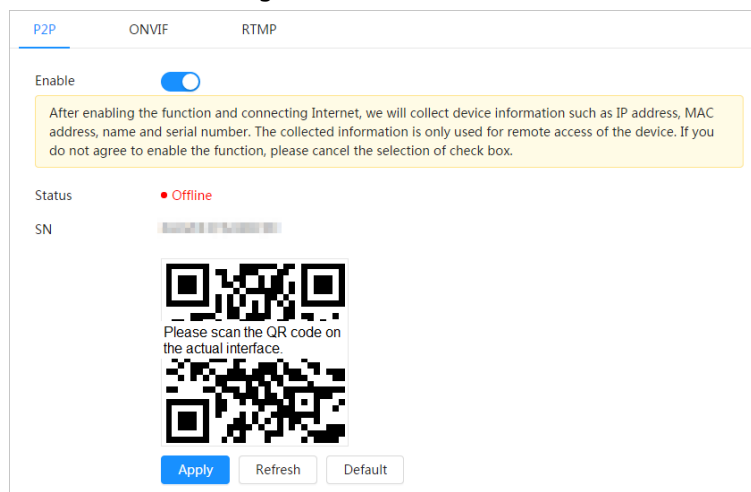 P2P ONVIF RTMP
Enable
After enabling the function and connecting Internet, we will collect device information such as IP address, MAC
address, name and serial number. The collected information is only used for remote access of the device. If you
do not agree to enable the function, please cancel the selection of check box.
Status Offline
SN
Please scan the QR code on
the actual interface.
Apply Refresh Default